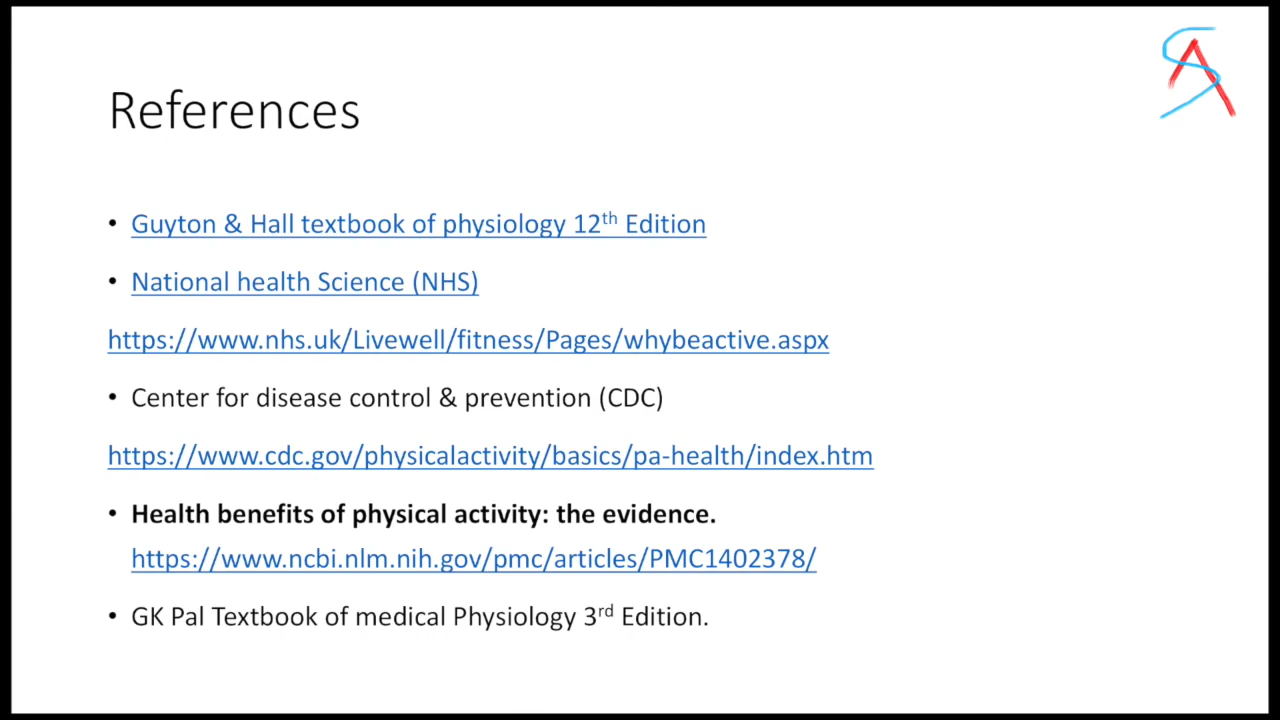 References
• Guyton & Hall textbook of physiology 12th Edition
• National health Science (NHS)
https://www.nhs.uk/Livewell/fitness/Pages/whybeactive.aspx
• Center for disease control & prevention (CDC)
https://www.cdc.gov/physicalactivity/basics/pa-health/index.htm
• Health benefits of physical activity: the evidence.
https://www.ncbi.nlm.nih.gov/pmc/articles/PMC1402378/
• GK Pal Textbook of medical Physiology 3rd Edition.